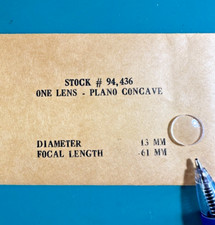 STOCK # 94,436
ONE LENS - PLANO CONCAVE
DIAMETER 13 MM
FOCAL LENGTH -61 MM